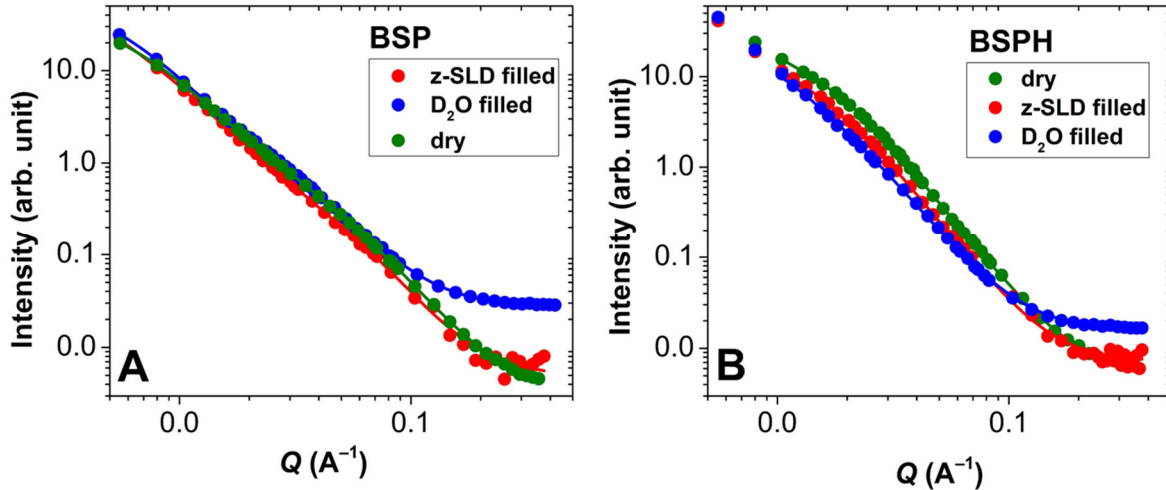 BSP
z-SLD filled
D₂O filled
dry
10.0
1.0
0.1
0.0
Intensity (arb. unit)
A
0.0
0.1
Q (A⁻¹)
BSPH
dry
z-SLD filled
D₂O filled
10.0
1.0
0.1
0.0
Intensity (arb. unit)
B
0.0
0.1
Q (A⁻¹)